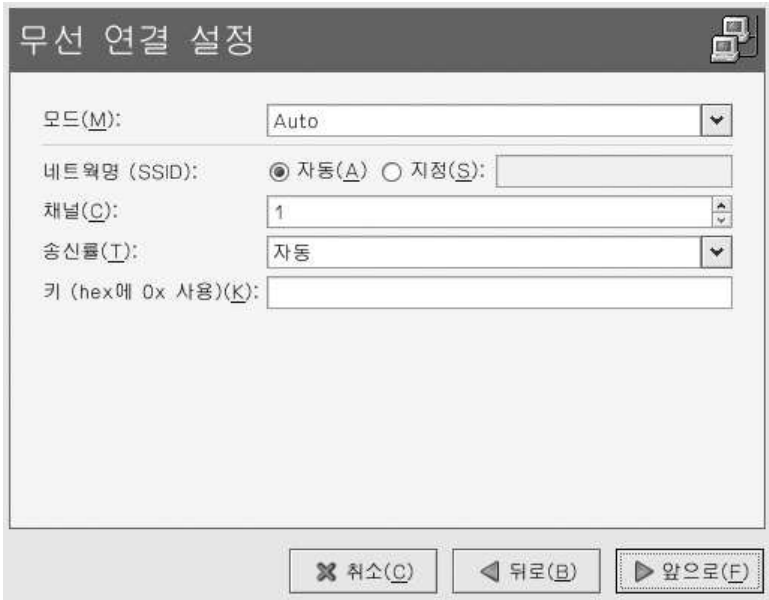 무선 연결 설정
모드(M): Auto
네트웍명 (SSID): 자동(A) 지정(S):
채널(C): 1
송신률(T): 자동
키 (hex에 0x 사용)(K):
취소(C) 뒤로(B) 앞으로(F)